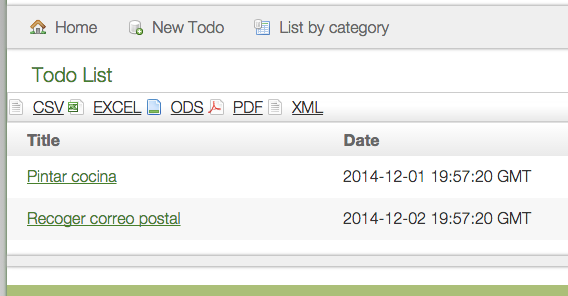 Home New Todo List by category
Todo List
CSV EXCEL ODS PDF XML
Title Date
Pintar cocina 2014-12-01 19:57:20 GMT
Recoger correo postal 2014-12-02 19:57:20 GMT